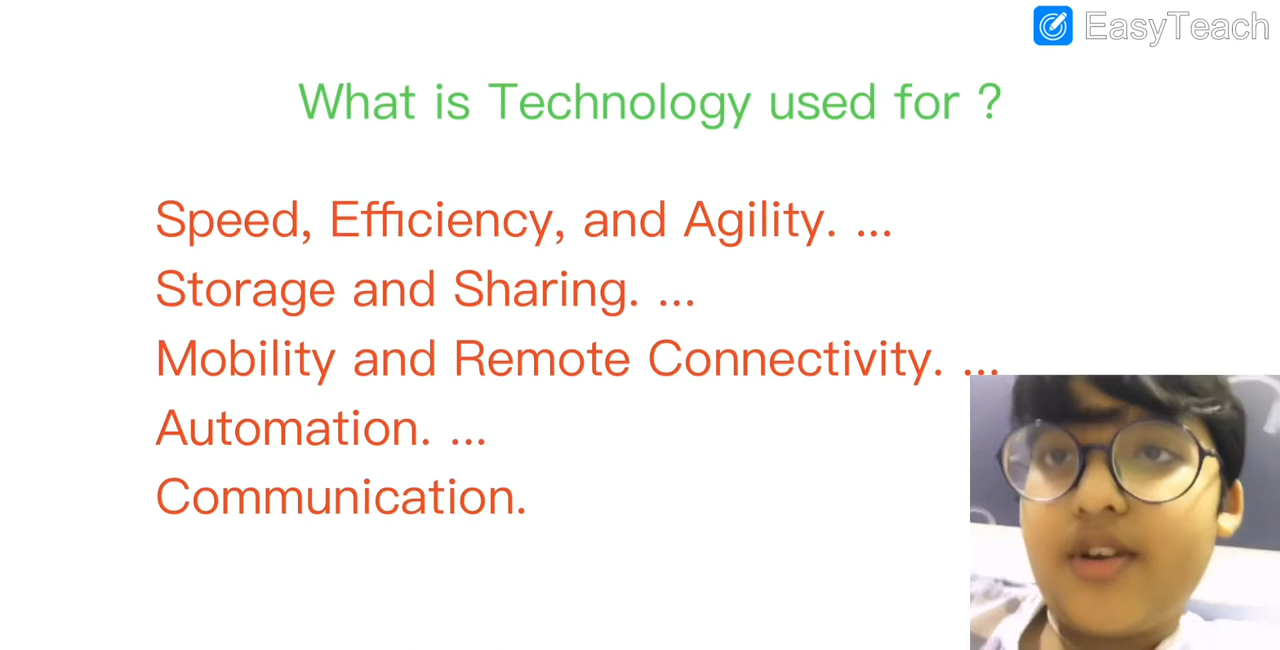 EasyTeach
What is Technology used for ?
Speed, Efficiency, and Agility. ...
Storage and Sharing. ...
Mobility and Remote Connectivity. ...
Automation. ...
Communication.